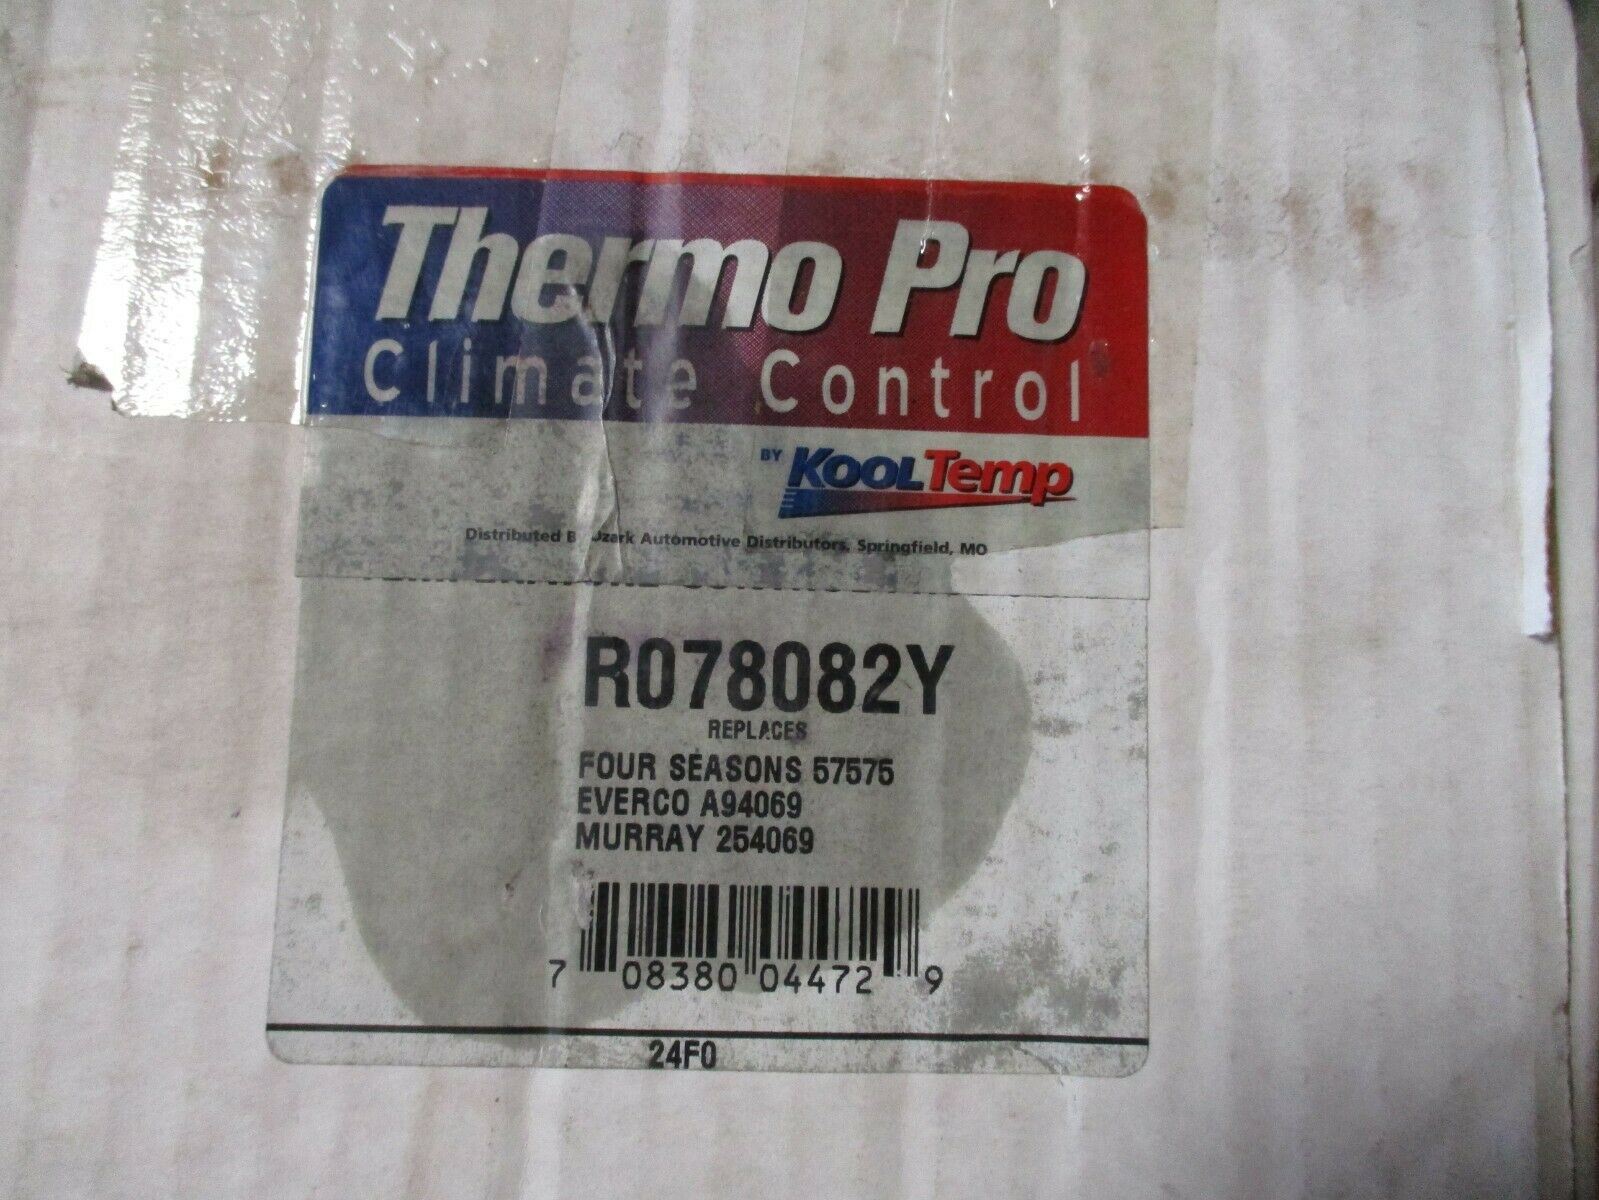 Thermo Pro
Climate Control
BY KOOLTemp
Distributed B Ozark Automotive Distributors, Springfield, MO
R078082Y
REPLACES
FOUR SEASONS 57575
EVERCO A94069
MURRAY 254069
7 08380 04472 9
24F0